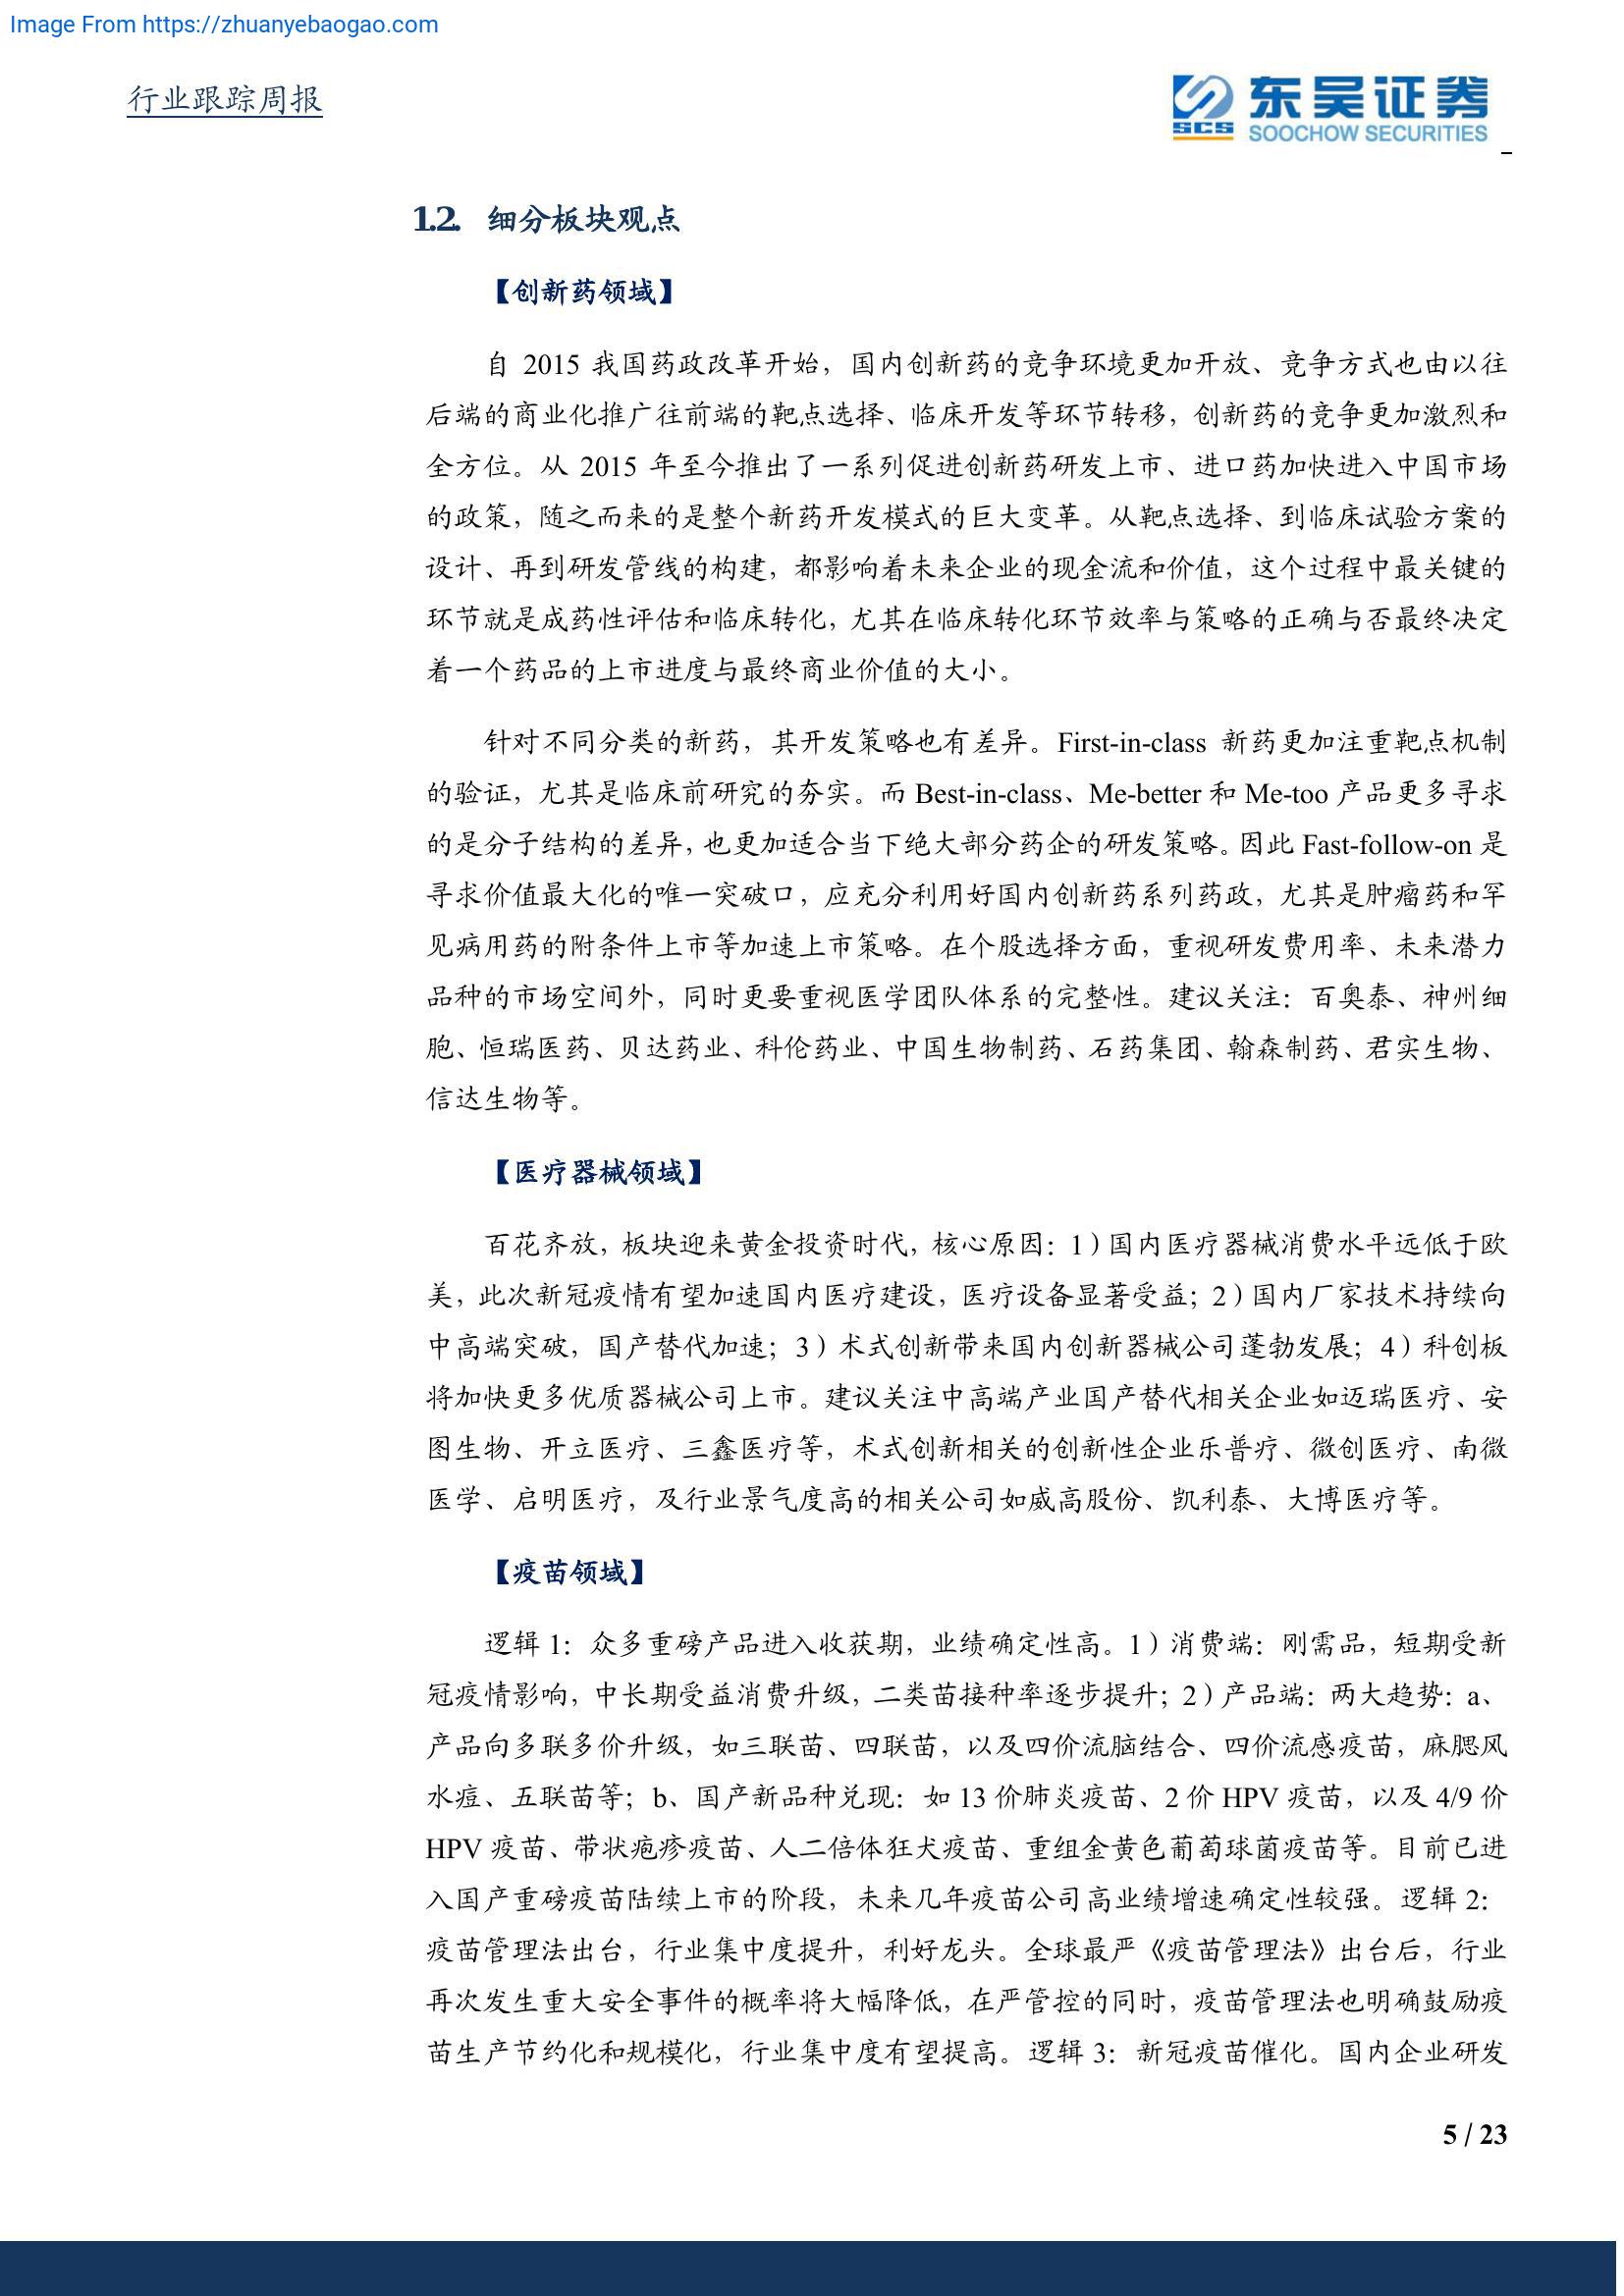 Image From https://zhuanyebaogao.com
行业跟踪周报
SCS 东吴证券
SOOCHOW SECURITIES
1.2. 细分板块观点
【创新药领域】
自 2015 我国药政改革开始，国内创新药的竞争环境更加开放、竞争方式也由以往
后端的商业化推广往前端的靶点选择、临床开发等环节转移，创新药的竞争更加激烈和
全方位。从 2015 年至今推出了一系列促进创新药研发上市、进口药加快进入中国市场
的政策，随之而来的是整个新药开发模式的巨大变革。从靶点选择、到临床试验方案的
设计、再到研发管线的构建，都影响着未来企业的现金流和价值，这个过程中最关键的
环节就是成药性评估和临床转化，尤其在临床转化环节效率与策略的正确与否最终决定
着一个药品的上市进度与最终商业价值的大小。
针对不同分类的新药，其开发策略也有差异。First-in-class 新药更加注重靶点机制
的验证，尤其是临床前研究的夯实。而 Best-in-class、Me-better 和 Me-too 产品更多寻求
的是分子结构的差异，也更加适合当下绝大部分药企的研发策略。因此 Fast-follow-on 是
寻求价值最大化的唯一突破口，应充分利用好国内创新药系列药政，尤其是肿瘤药和罕
见病用药的附条件上市等加速上市策略。在个股选择方面，重视研发费用率、未来潜力
品种的市场空间外，同时更要重视医学团队体系的完整性。建议关注：百奥泰、神州细
胞、恒瑞医药、贝达药业、科伦药业、中国生物制药、石药集团、翰森制药、君实生物、
信达生物等。
【医疗器械领域】
百花齐放，板块迎来黄金投资时代，核心原因：1）国内医疗器械消费水平远低于欧
美，此次新冠疫情有望加速国内医疗建设，医疗设备显著受益；2）国内厂家技术持续向
中高端突破，国产替代加速；3）术式创新带来国内创新器械公司蓬勃发展；4）科创板
将加快更多优质器械公司上市。建议关注中高端产业国产替代相关企业如迈瑞医疗、安
图生物、开立医疗、三鑫医疗等，术式创新相关的创新性企业乐普疗、微创医疗、南微
医学、启明医疗，及行业景气度高的相关公司如威高股份、凯利泰、大博医疗等。
【疫苗领域】
逻辑 1：众多重磅产品进入收获期，业绩确定性高。1）消费端：刚需品，短期受新
冠疫情影响，中长期受益消费升级，二类苗接种率逐步提升；2）产品端：两大趋势：a、
产品向多联多价升级，如三联苗、四联苗，以及四价流脑结合、四价流感疫苗，麻腮风
水痘、五联苗等；b、国产新品种兑现：如 13 价肺炎疫苗、2 价 HPV 疫苗，以及 4/9 价
HPV 疫苗、带状疱疹疫苗、人二倍体狂犬疫苗、重组金黄色葡萄球菌疫苗等。目前已进
入国产重磅疫苗陆续上市的阶段，未来几年疫苗公司高业绩增速确定性较强。逻辑 2：
疫苗管理法出台，行业集中度提升，利好龙头。全球最严《疫苗管理法》出台后，行业
再次发生重大安全事件的概率将大幅降低，在严管控的同时，疫苗管理法也明确鼓励疫
苗生产节约化和规模化，行业集中度有望提高。逻辑 3：新冠疫苗催化。国内企业研发
5 / 23